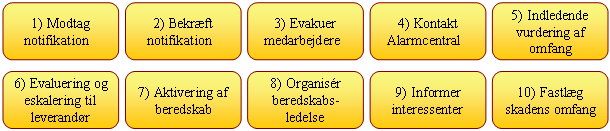 1) Modtag
notifikation
2) Bekræft
notifikation
3) Evakuer
medarbejdere
4) Kontakt
Alarmcentral
5) Indledende
vurdering af
omfang
6) Evaluering og
eskalering til
leverandør
7) Aktivering af
beredskab
8) Organisér
beredskabs-
ledelse
9) Informer
interessenter
10) Fastlæg
skadens omfang